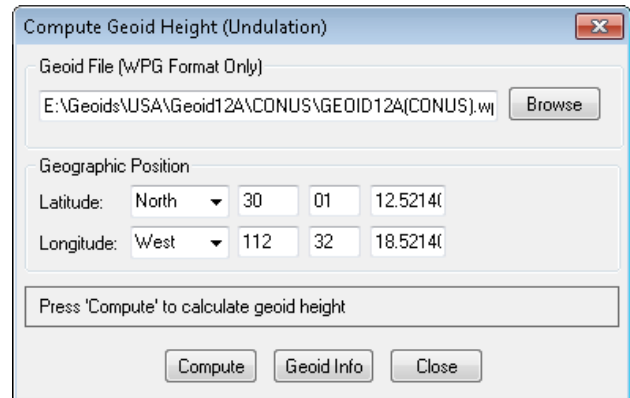 Compute Geoid Height (Undulation)
Geoid File (WPG Format Only)
E:\Geoids\USA\Geoid12A\CONUS\GEOID12A(CONUS).w Browse
Geographic Position
Latitude: North 30 01 12.5214
Longitude: West 112 32 18.5214
Press 'Compute' to calculate geoid height
Compute Geoid Info Close